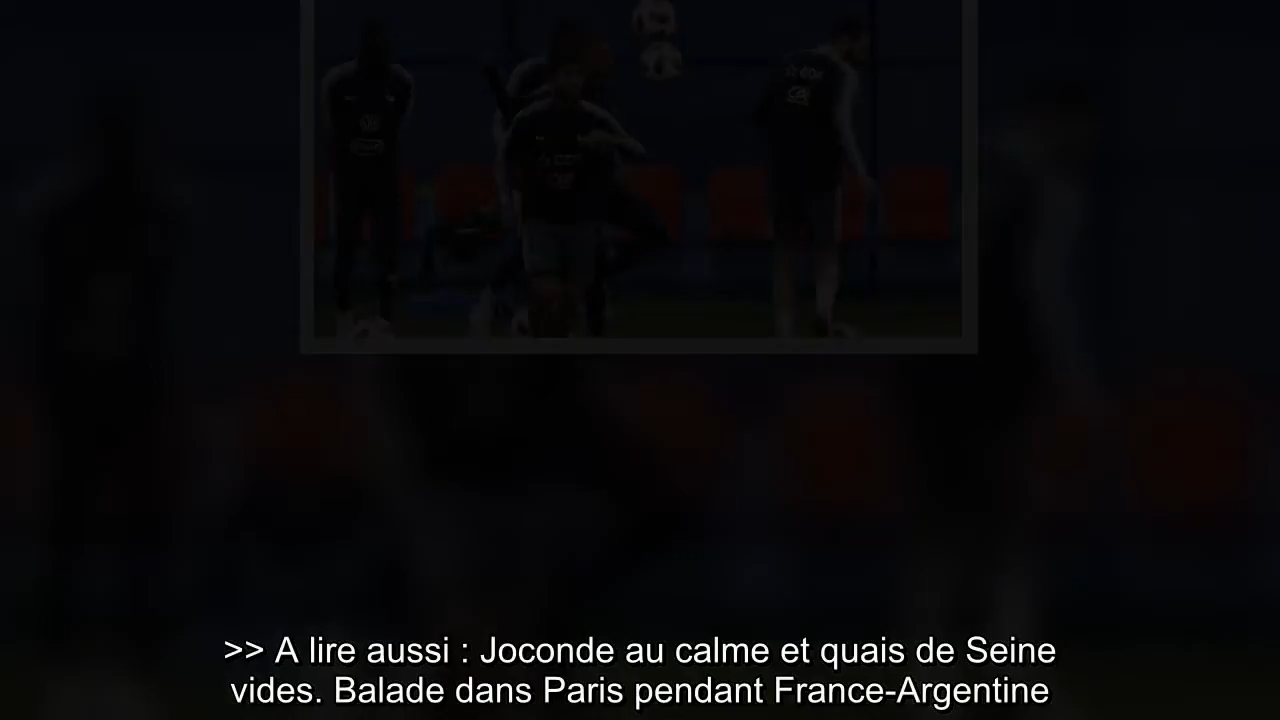 >> A lire aussi : Joconde au calme et quais de Seine
vides. Balade dans Paris pendant France-Argentine